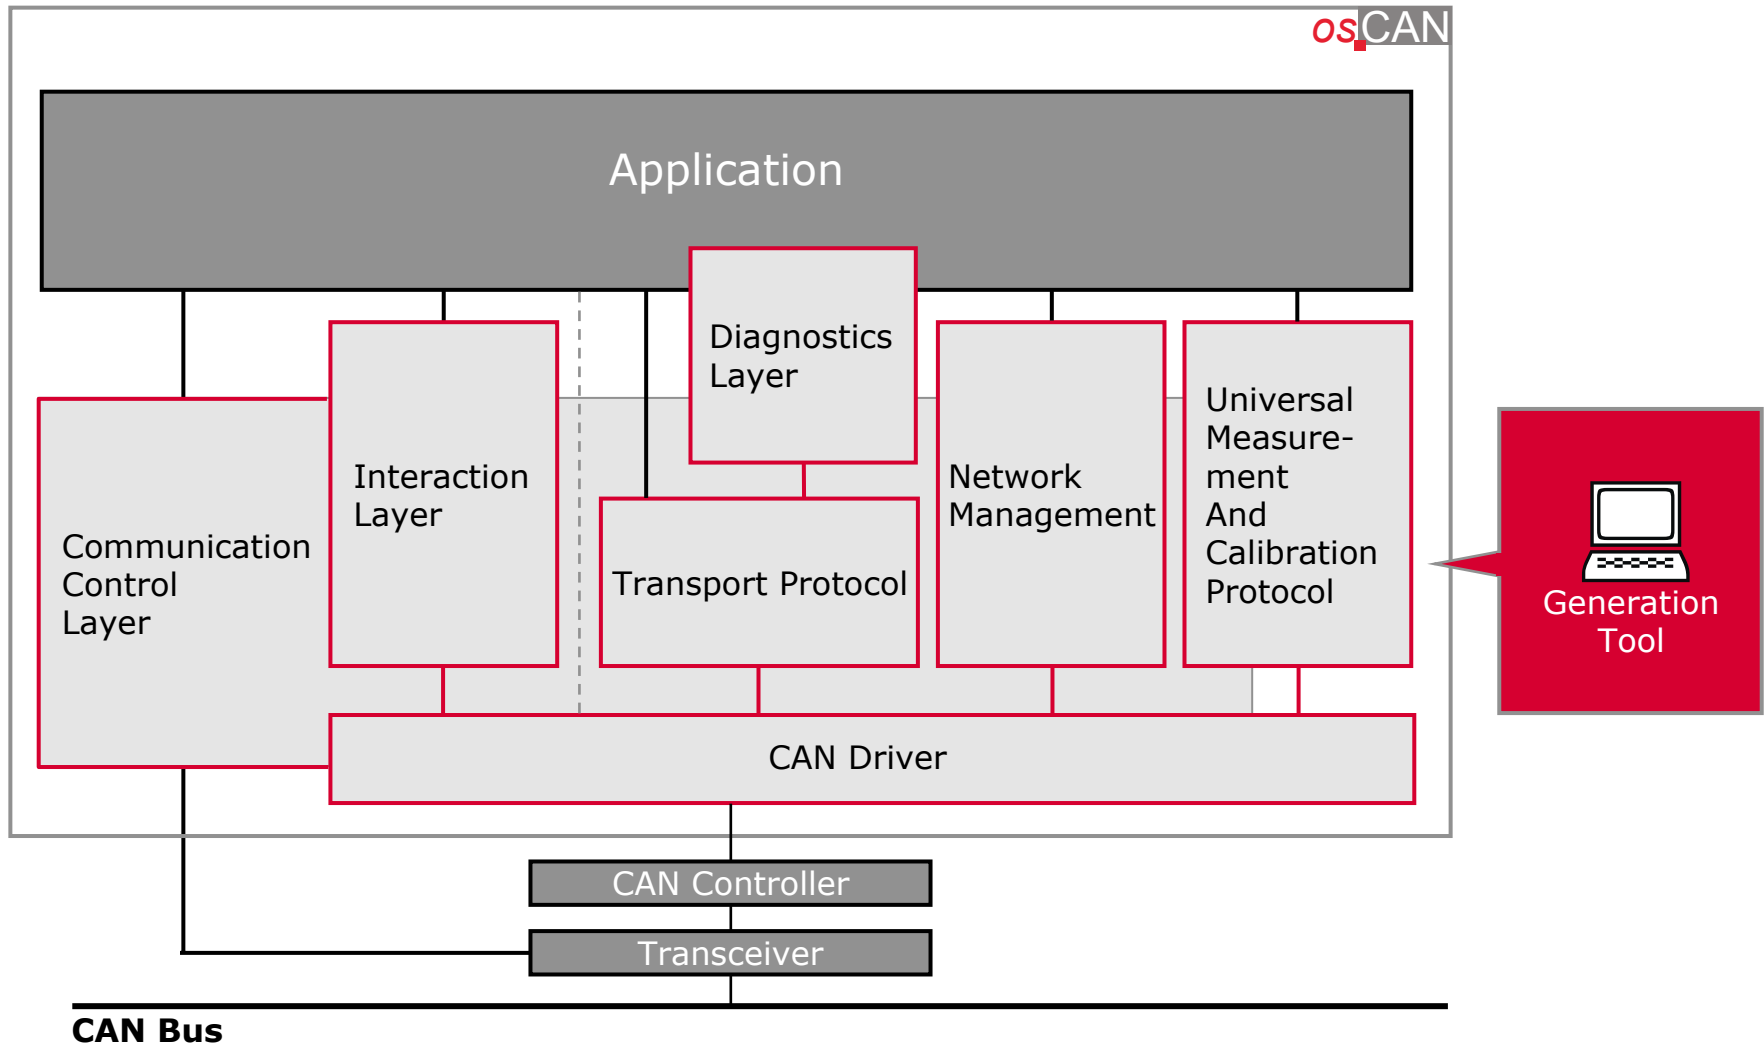 osCAN
Application
Diagnostics
Layer
Universal
Measure-
ment
And
Calibration
Protocol
Interaction
Layer
Network
Management
Communication
Control
Layer
Transport Protocol
Generation
Tool
CAN Driver
CAN Controller
Transceiver
CAN Bus